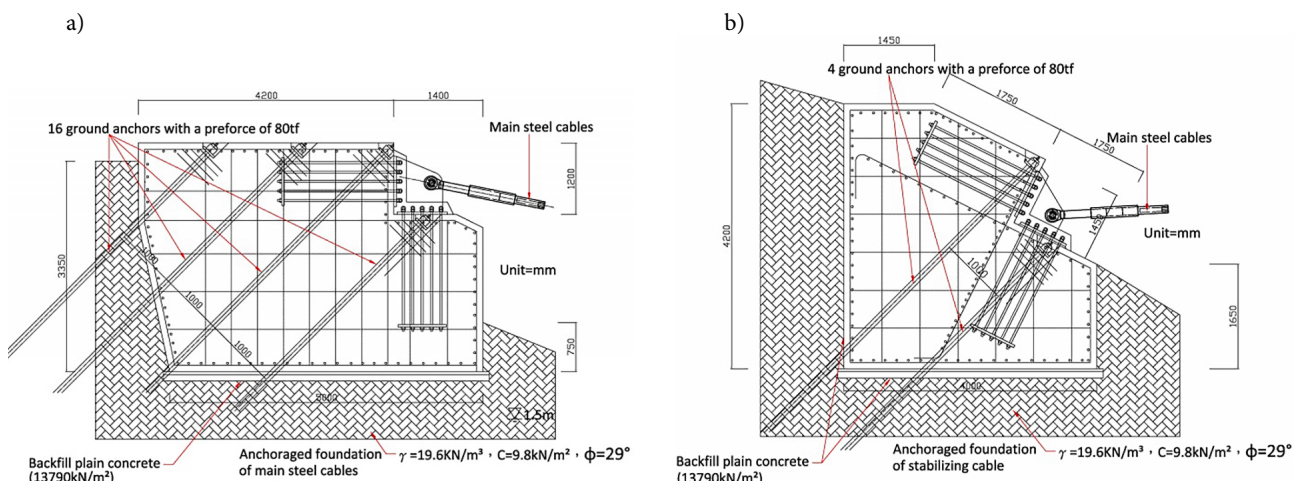 a)
4200
1400
16 ground anchors with a preforce of 80tf
Main steel cables
1200
3350
1000
1000
1000
Unit=mm
750
5000
1.5m
Backfill plain concrete
(13790kN/m²)
Anchoraged foundation
of main steel cables
γ =19.6KN/m³，C=9.8kN/m²，ϕ=29°
b)
1450
4 ground anchors with a preforce of 80tf
1750
1750
Main steel cables
1450
4200
Unit=mm
1000
1650
4000
Backfill plain concrete
(13790kN/m²)
Anchoraged foundation
of stabilizing cable
γ =19.6KN/m³，C=9.8kN/m²，ϕ=29°